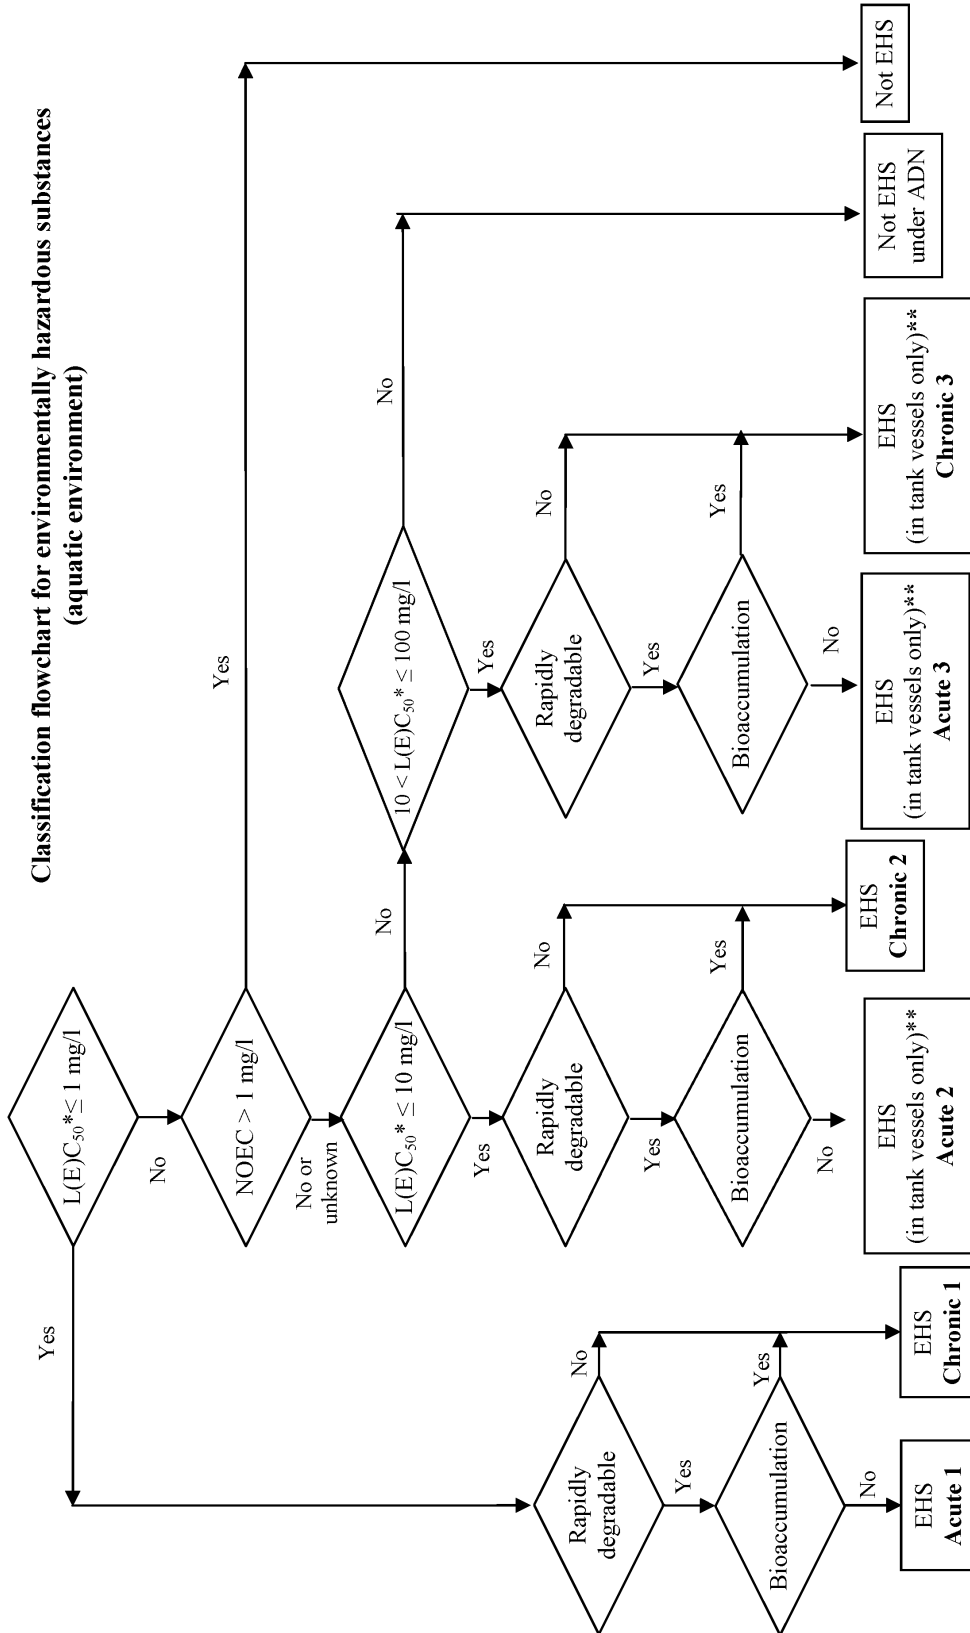 Classification flowchart for environmentally hazardous substances
(aquatic environment)
L(E)C₅₀*≤ 1 mg/l
Yes
No
NOEC > 1 mg/l
Yes
No or
unknown
L(E)C₅₀* ≤ 10 mg/l
No
Yes
10 < L(E)C₅₀* ≤ 100 mg/l
No
Yes
Rapidly
degradable
No
Yes
Bioaccumulation
Yes
No
Rapidly
degradable
No
Yes
Bioaccumulation
Yes
No
Rapidly
degradable
No
Yes
Bioaccumulation
Yes
No
EHS
Acute 1
EHS
Chronic 1
EHS
(in tank vessels only)**
Acute 2
EHS
Chronic 2
EHS
(in tank vessels only)**
Acute 3
EHS
(in tank vessels only)**
Chronic 3
Not EHS
under ADN
Not EHS